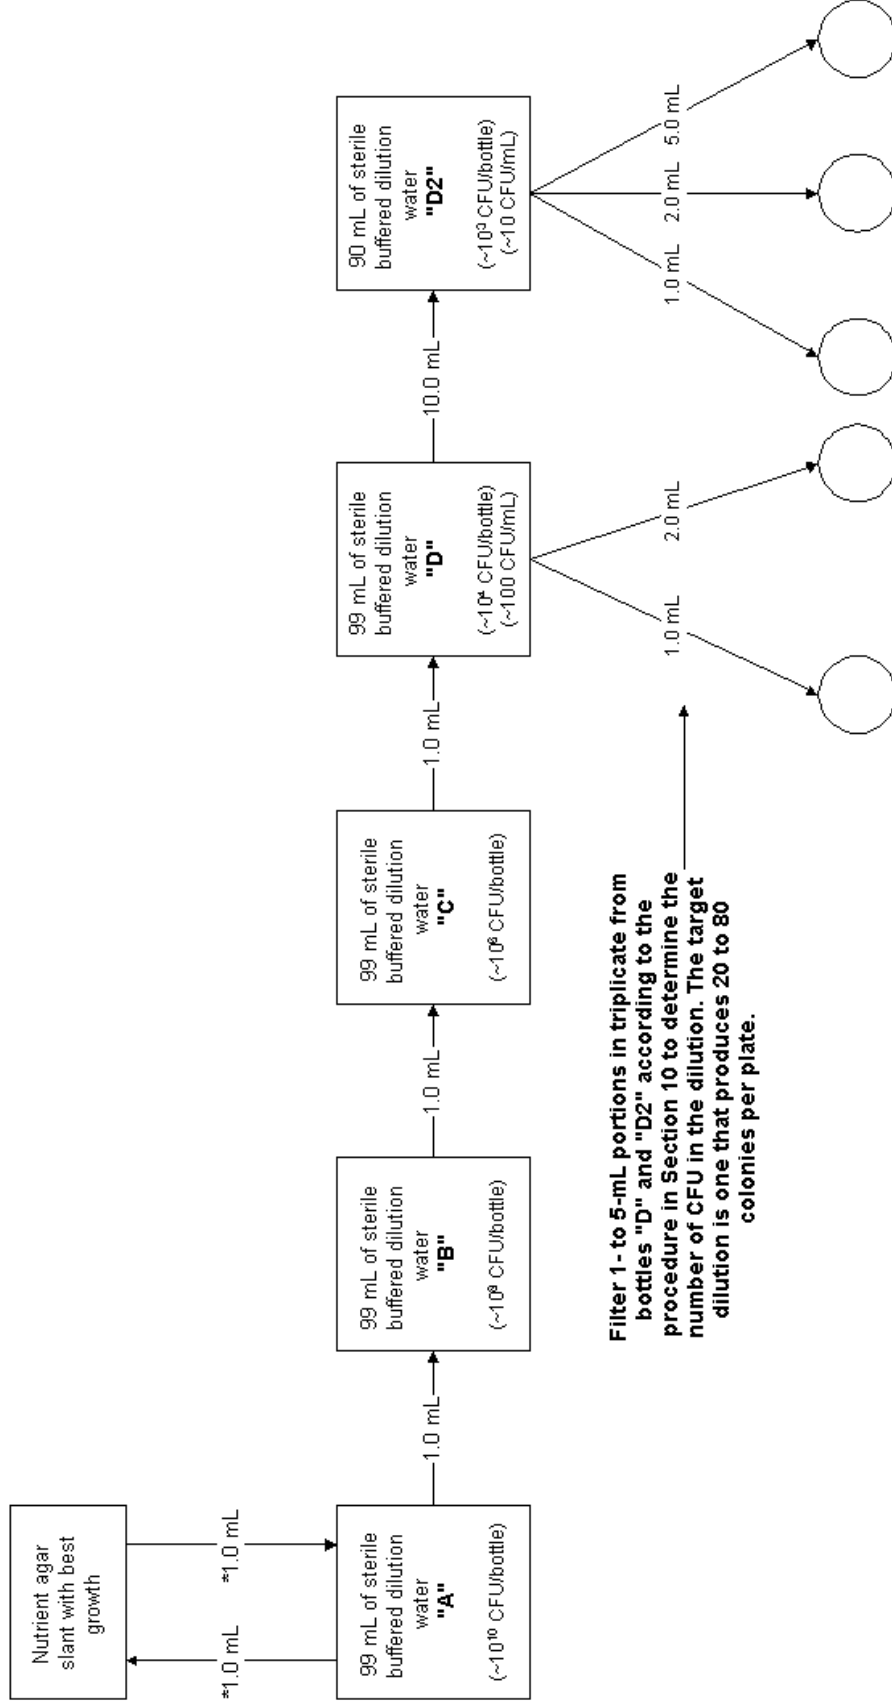 Nutrient agar
slant with best
growth
*1.0 mL
*1.0 mL
99 mL of sterile
buffered dilution
water
"A"
(~10¹⁰ CFU/bottle)
1.0 mL
99 mL of sterile
buffered dilution
water
"B"
(~10⁸ CFU/bottle)
1.0 mL
99 mL of sterile
buffered dilution
water
"C"
(~10⁶ CFU/bottle)
1.0 mL
99 mL of sterile
buffered dilution
water
"D"
(~10⁴ CFU/bottle)
(~100 CFU/mL)
10.0 mL
90 mL of sterile
buffered dilution
water
"D2"
(~10³ CFU/bottle)
(~10 CFU/mL)
1.0 mL
2.0 mL
1.0 mL
2.0 mL
5.0 mL
Filter 1- to 5-mL portions in triplicate from
bottles "D" and "D2" according to the
procedure in Section 10 to determine the
number of CFU in the dilution. The target
dilution is one that produces 20 to 80
colonies per plate.